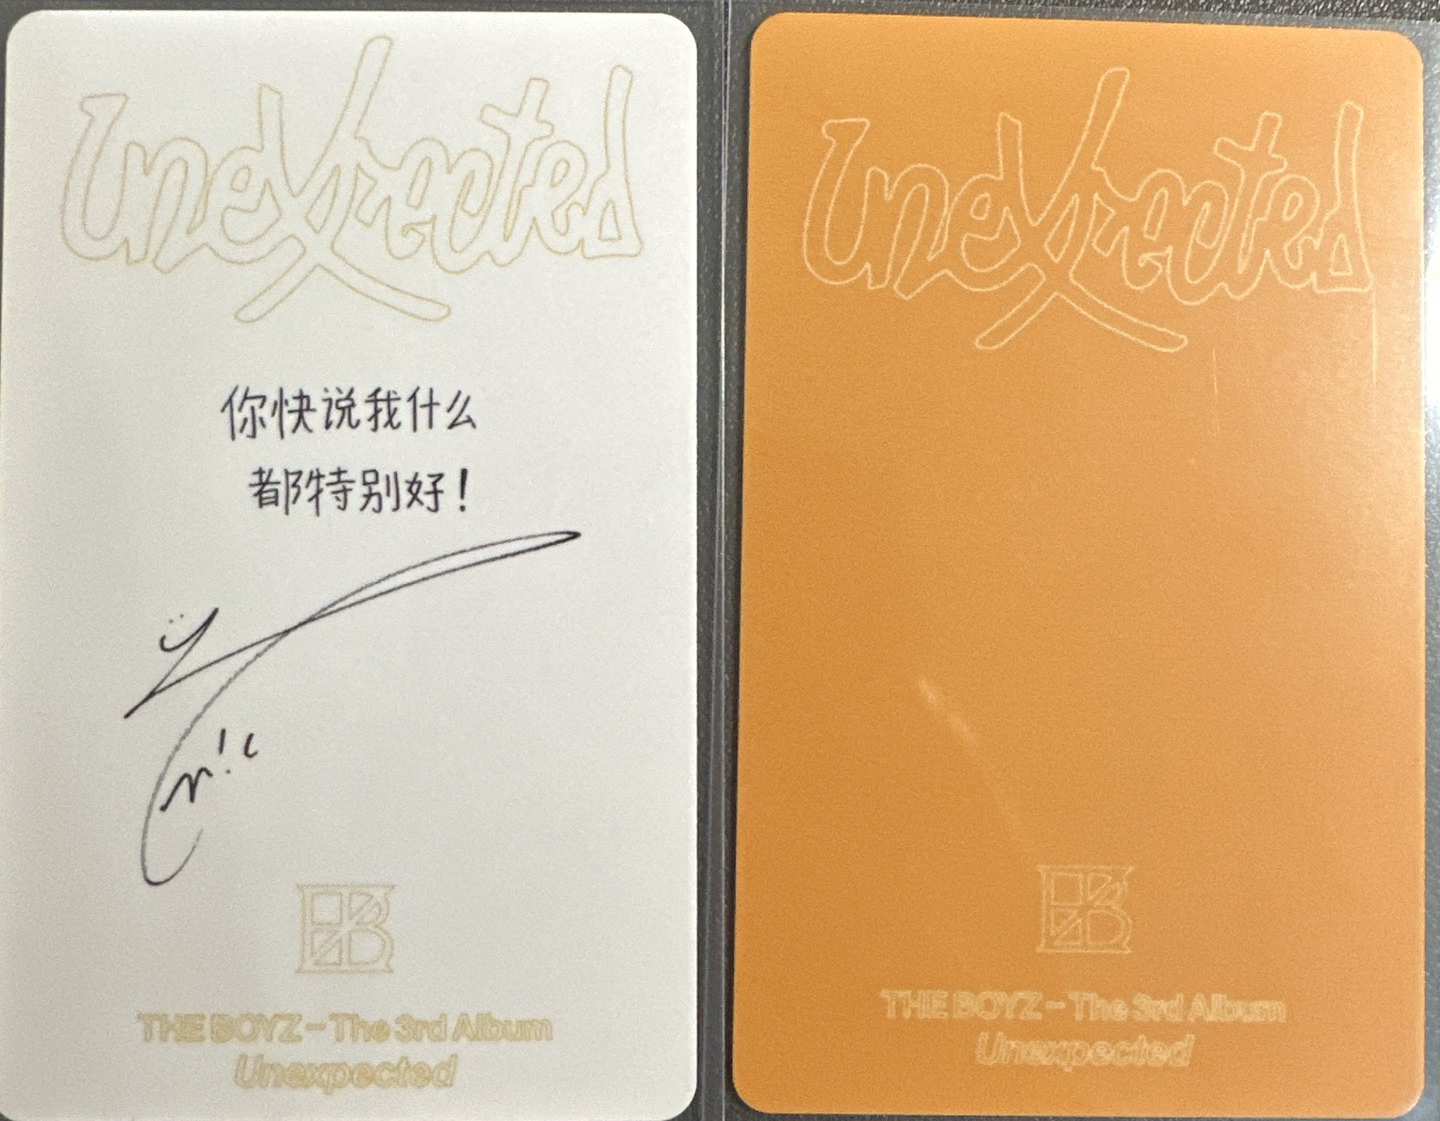 Unexpected
你快说我什么
都特别好!
THE BOYZ - The 3rd Album
Unexpected
Unexpected
THE BOYZ - The 3rd Album
Unexpected